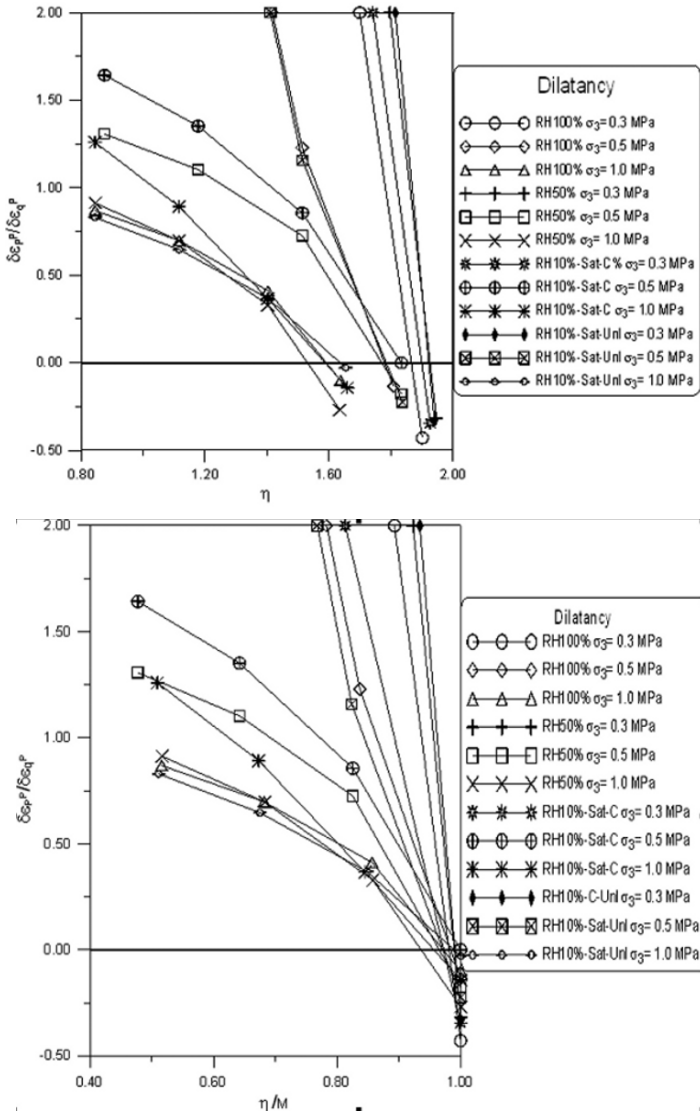 2.00
1.50
1.00
0.50
0.00
-0.50
δεₚᵖ/δε_qᵖ
0.80
1.20
1.60
2.00
η
Dilatancy
RH100% σ3= 0.3 MPa
RH100% σ3= 0.5 MPa
RH100% σ3= 1.0 MPa
RH50% σ3= 0.3 MPa
RH50% σ3= 0.5 MPa
RH50% σ3= 1.0 MPa
RH10%-Sat-C% σ3= 0.3 MPa
RH10%-Sat-C σ3= 0.5 MPa
RH10%-Sat-C σ3= 1.0 MPa
RH10%-Sat-Unl σ3= 0.3 MPa
RH10%-Sat-Unl σ3= 0.5 MPa
RH10%-Sat-Unl σ3= 1.0 MPa
2.00
1.50
1.00
0.50
0.00
-0.50
δεₚᵖ/δε_qᵖ
0.40
0.60
0.80
1.00
η/M
Dilatancy
RH100% σ3= 0.3 MPa
RH100% σ3= 0.5 MPa
RH100% σ3= 1.0 MPa
RH50% σ3= 0.3 MPa
RH50% σ3= 0.5 MPa
RH50% σ3= 1.0 MPa
RH10%-Sat-C σ3= 0.3 MPa
RH10%-Sat-C σ3= 0.5 MPa
RH10%-Sat-C σ3= 1.0 MPa
RH10%-C-Unl σ3= 0.3 MPa
RH10%-Sat-Unl σ3= 0.5 MPa
RH10%-Sat-Unl σ3= 1.0 MPa